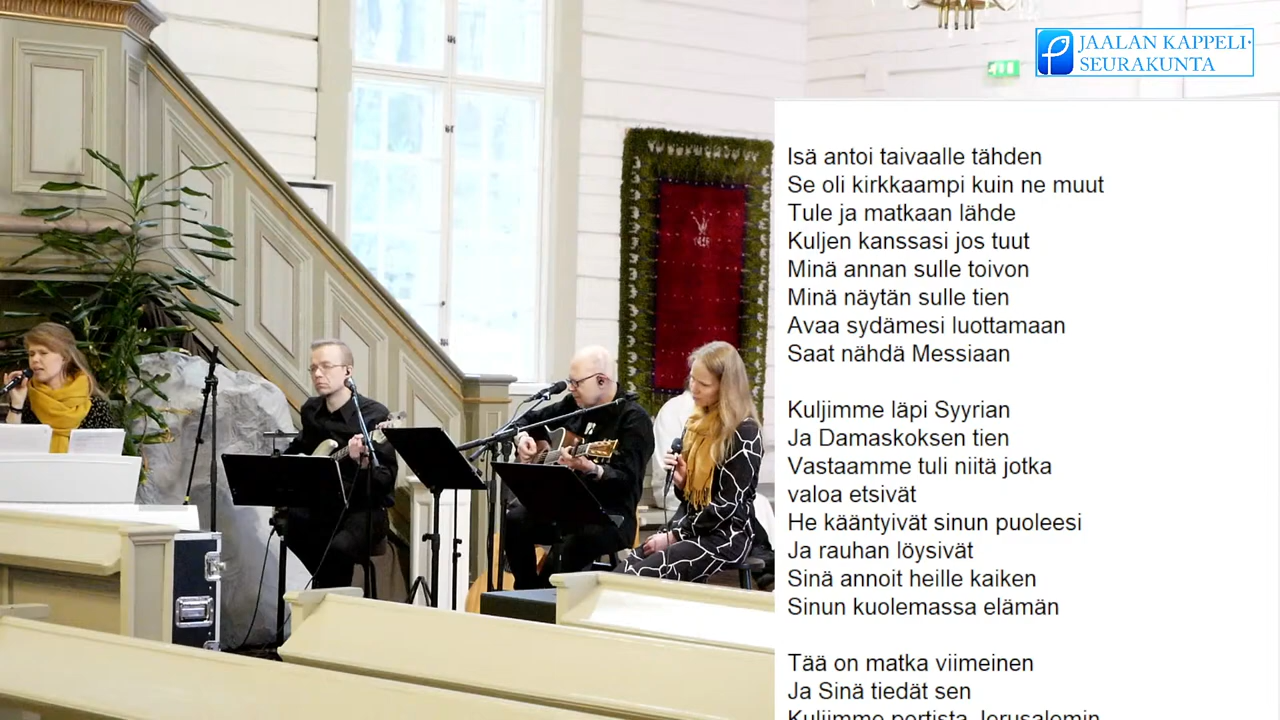 JAALAN KAPPELI-
SEURAKUNTA
Isä antoi taivaalle tähden
Se oli kirkkaampi kuin ne muut
Tule ja matkaan lähde
Kuljen kanssasi jos tuut
Minä annan sulle toivon
Minä näytän sulle tien
Avaa sydämesi luottamaan
Saat nähdä Messiaan
Kuljimme läpi Syyrian
Ja Damaskoksen tien
Vastaamme tuli niitä jotka
valoa etsivät
He kääntyivät sinun puoleesi
Ja rauhan löysivät
Sinä annoit heille kaiken
Sinun kuolemassa elämän
Tää on matka viimeinen
Ja Sinä tiedät sen
Kuljimme portista Jerusalemin